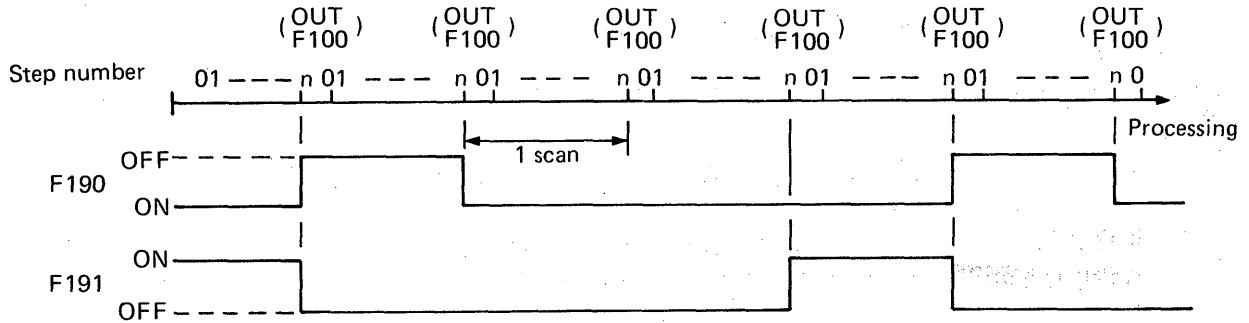 (OUT F100) (OUT F100) (OUT F100) (OUT F100) (OUT F100) (OUT F100)
Step number 01 ---- n 01 ---- n 01 ---- n 01 ---- n 01 ---- n 01 ---- n 0
Processing
1 scan
OFF
F190
ON
ON
F191
OFF